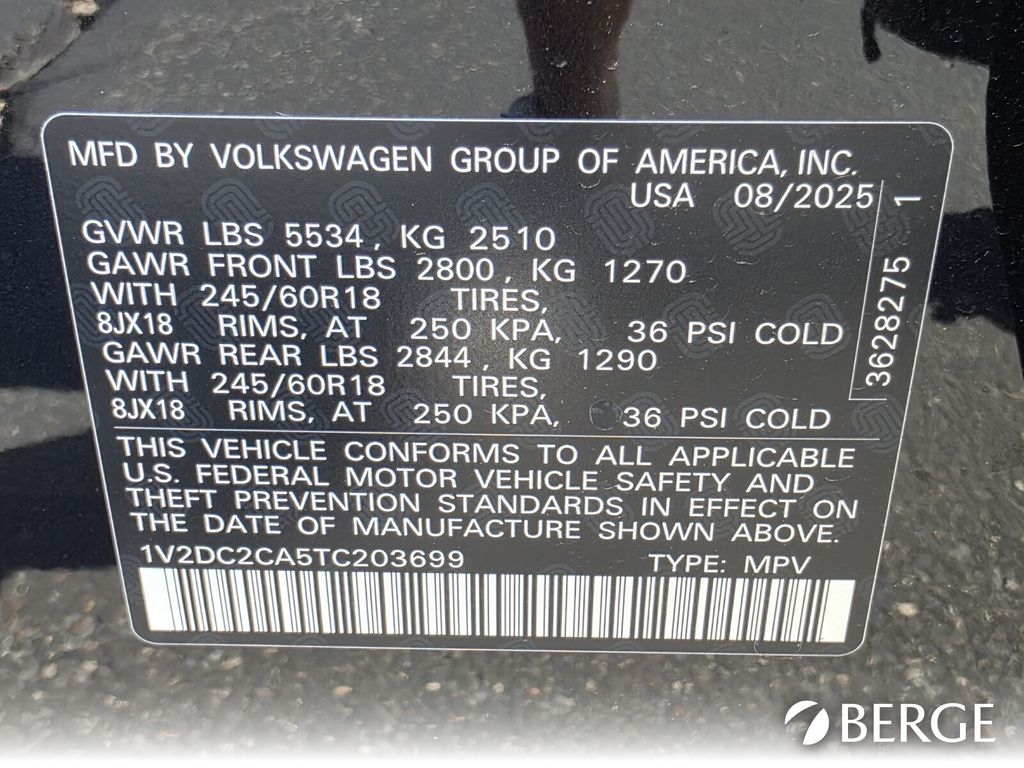 MFD BY VOLKSWAGEN GROUP OF AMERICA, INC.
USA 08/2025
GVWR LBS 5534, KG 2510
GAWR FRONT LBS 2800, KG 1270
WITH 245/60R18 TIRES,
8JX18 RIMS, AT 250 KPA, 36 PSI COLD
GAWR REAR LBS 2844, KG 1290
WITH 245/60R18 TIRES,
8JX18 RIMS, AT 250 KPA, 36 PSI COLD
3628275 1
THIS VEHICLE CONFORMS TO ALL APPLICABLE
U.S. FEDERAL MOTOR VEHICLE SAFETY AND
THEFT PREVENTION STANDARDS IN EFFECT ON
THE DATE OF MANUFACTURE SHOWN ABOVE.
1V2DC2CA5TC203699 TYPE: MPV
BERGE